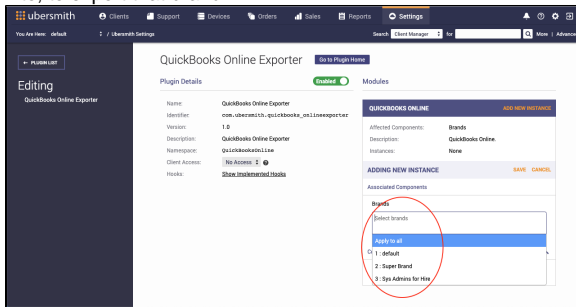 ubersmith
Clients
Support
Devices
Orders
Sales
Reports
Settings
You Are Here: default / Ubersmith Settings
Search Client Manager for
More | Advance
← PLUGIN LIST
Editing
QuickBooks Online Exporter
QuickBooks Online Exporter
Go to Plugin Home
Plugin Details
Enabled
Name: QuickBooks Online Exporter
Identifier: com.ubersmith.quickbooks_onlineexporter
Version: 1.0
Description: QuickBooks Online Exporter
Namespace: QuickbooksOnline
Client Access: No Access
Hooks: Show Implemented Hooks
Modules
QUICKBOOKS ONLINE
ADD NEW INSTANCE
Affected Components: Brands
Description: QuickBooks Online.
Instances: None
ADDING NEW INSTANCE
SAVE CANCEL
Associated Components
Brands
Select brands
Apply to all
1 : default
2 : Super Brand
3 : Sys Admins for Hire